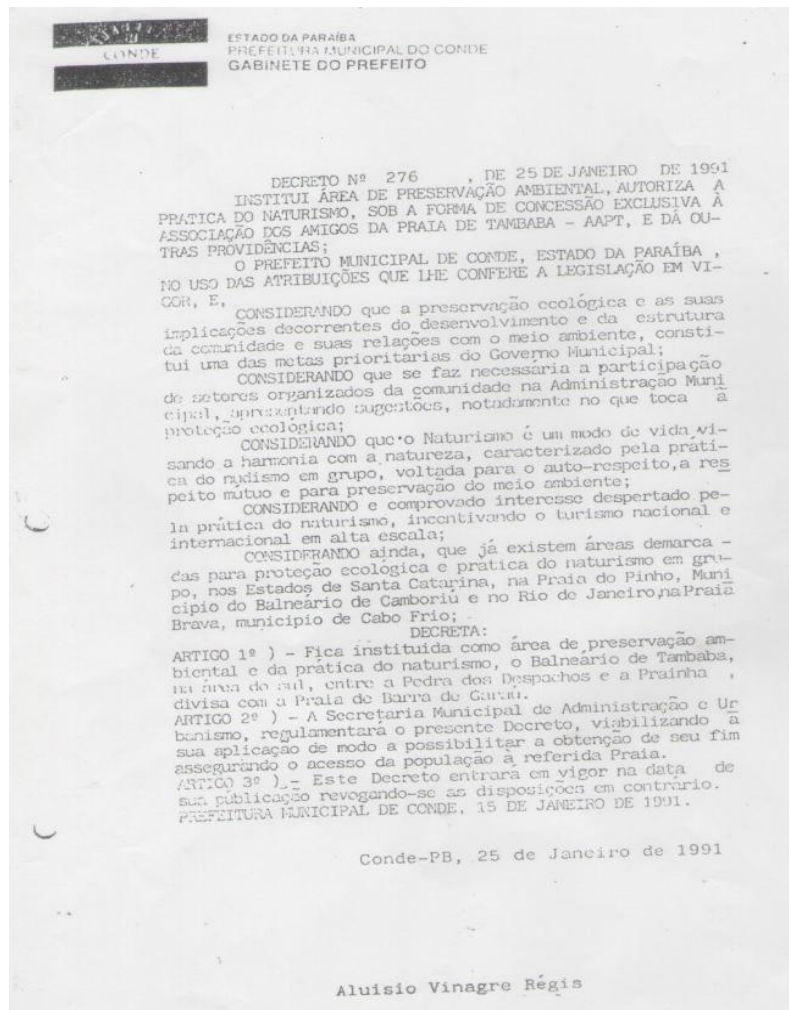 CONDE
ESTADO DA PARAÍBA
PREFEITURA MUNICIPAL DO CONDE
GABINETE DO PREFEITO
DECRETO Nº 276 , DE 25 DE JANEIRO DE 1991
INSTITUI ÁREA DE PRESERVAÇÃO AMBIENTAL, AUTORIZA A
PRATICA DO NATURISMO, SOB A FORMA DE CONCESSÃO EXCLUSIVA À
ASSOCIAÇÃO DOS AMIGOS DA PRAIA DE TAMBABA - AAPT, E DÁ OU-
TRAS PROVIDÊNCIAS;
O PREFEITO MUNICIPAL DE CONDE, ESTADO DA PARAÍBA ,
NO USO DAS ATRIBUIÇÕES QUE LHE CONFERE A LEGISLAÇÃO EM VI-
GOR, E,
CONSIDERANDO que a preservação ecológica e as suas
implicações decorrentes do desenvolvimento e da estrutura
da comunidade e suas relações com o meio ambiente, consti-
tui uma das metas prioritárias do Governo Municipal;
CONSIDERANDO que se faz necessária a participação
de setores organizados da comunidade na Administração Muni
cipal, apresentando sugestões, notadamente no que toca à
proteção ecológica;
CONSIDERANDO que o Naturismo é um modo de vida vi-
sando a harmonia com a natureza, caracterizado pela práti-
ca do nudismo em grupo, voltada para o auto-respeito,a res
peito mútuo e para preservação do meio ambiente;
CONSIDERANDO e comprovado interesse despertado pe-
la prática do naturismo, incentivando o turismo nacional e
internacional em alta escala;
CONSIDERANDO ainda, que já existem áreas demarca -
das para proteção ecológica e prática do naturismo em gru-
po, nos Estados de Santa Catarina, na Praia do Pinho, Muni
cipio do Balneário de Camboriú e no Rio de Janeiro,na Praia
Brava, município de Cabo Frio;
DECRETA:
ARTIGO 1º ) - Fica instituida como área de preservação am-
biental e da prática do naturismo, o Balneário de Tambaba,
na área do sul, entre a Pedra dos Despachos e a Prainha ,
divisa com a Praia de Barra de Garaú.
ARTIGO 2º ) - A Secretaria Municipal de Administração e Ur
banismo, regulamentará o presente Decreto, viabilizando à
sua aplicação de modo a possibilitar a obtenção de seu fim
assegurando o acesso da população à referida Praia.
ARTIGO 3º ) - Este Decreto entrará em vigor na data de
sua publicação revogando-se as disposições em contrário.
PREFEITURA MUNICIPAL DE CONDE, 15 DE JANEIRO DE 1991.
Conde-PB, 25 de Janeiro de 1991
Aluisio Vinagre Régis